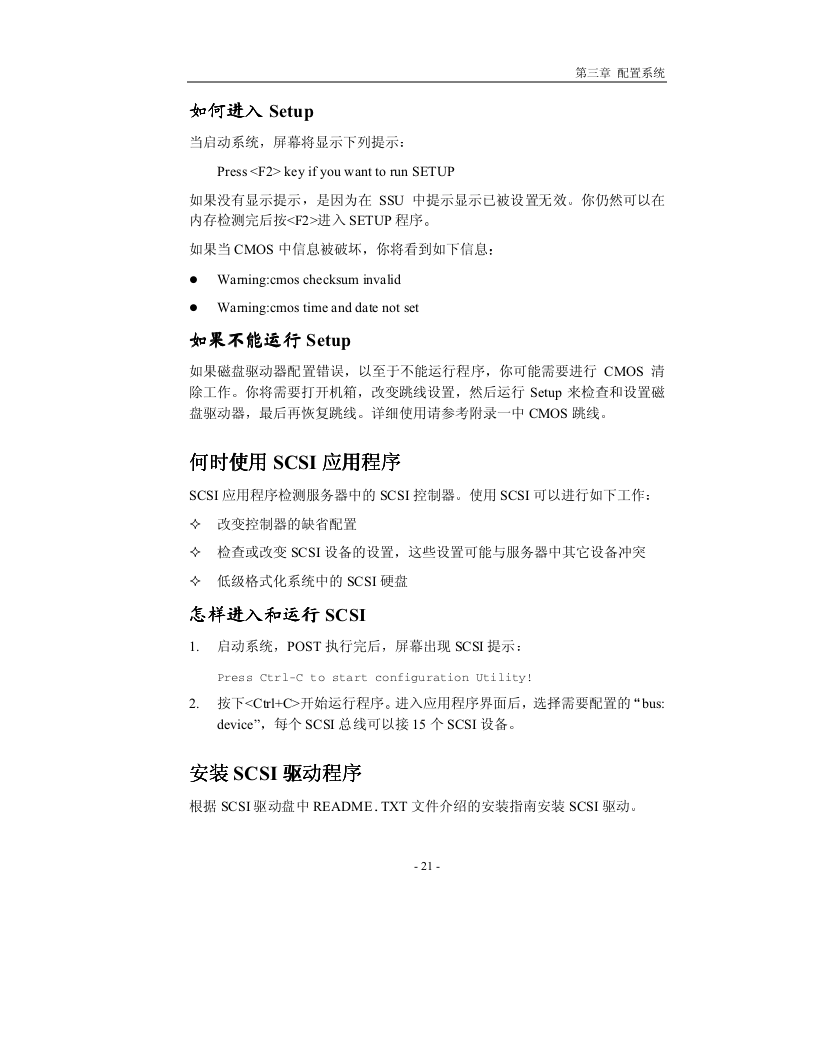 第三章 配置系统
如何进入 Setup
当启动系统，屏幕将显示下列提示：
Press <F2> key if you want to run SETUP
如果没有显示提示，是因为在 SSU 中提示显示已被设置无效。你仍然可以在
内存检测完后按<F2>进入 SETUP 程序。
如果当 CMOS 中信息被破坏，你将看到如下信息：
● Warning:cmos checksum invalid
● Warning:cmos time and date not set
如果不能运行 Setup
如果磁盘驱动器配置错误，以至于不能运行程序，你可能需要进行 CMOS 清
除工作。你将需要打开机箱，改变跳线设置，然后运行 Setup 来检查和设置磁
盘驱动器，最后再恢复跳线。详细使用请参考附录一中 CMOS 跳线。
何时使用 SCSI 应用程序
SCSI 应用程序检测服务器中的 SCSI 控制器。使用 SCSI 可以进行如下工作：
✧ 改变控制器的缺省配置
✧ 检查或改变 SCSI 设备的设置，这些设置可能与服务器中其它设备冲突
✧ 低级格式化系统中的 SCSI 硬盘
怎样进入和运行 SCSI
1. 启动系统，POST 执行完后，屏幕出现 SCSI 提示：
Press Ctrl-C to start configuration Utility!
2. 按下<Ctrl+C>开始运行程序。进入应用程序界面后，选择需要配置的“bus:
device”，每个 SCSI 总线可以接 15 个 SCSI 设备。
安装 SCSI 驱动程序
根据 SCSI 驱动盘中 README.TXT 文件介绍的安装指南安装 SCSI 驱动。
- 21 -